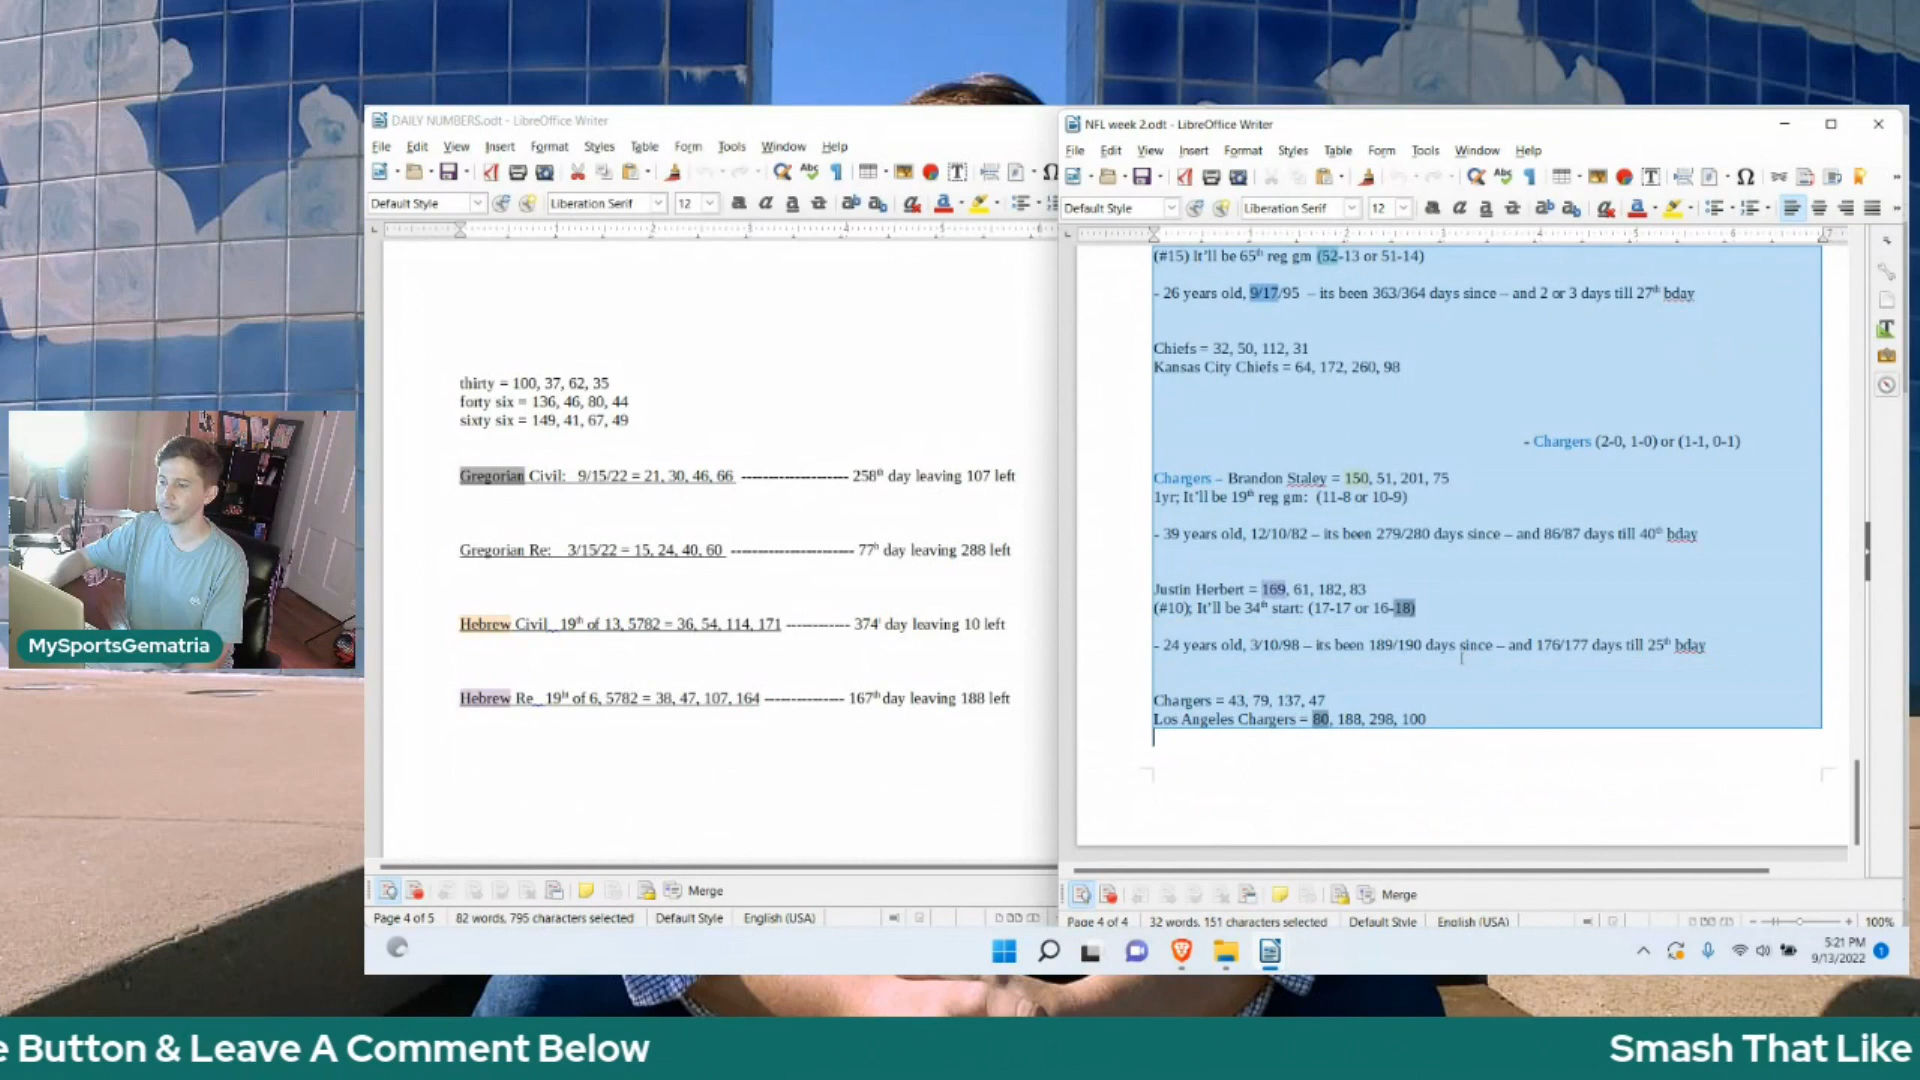 DAILY NUMBERS.odt - LibreOffice Writer
File Edit View Insert Format Styles Table Form Tools Window Help
Default Style
Liberation Serif
12
thirty = 100, 37, 62, 35
forty six = 136, 46, 80, 44
sixty six = 149, 41, 67, 49
Gregorian Civil: 9/15/22 = 21, 30, 46, 66 -------------------- 258th day leaving 107 left
Gregorian Re: 3/15/22 = 15, 24, 40, 60 ----------------------- 77h day leaving 288 left
Hebrew Civil 19th of 13, 5782 = 36, 54, 114, 171 ------------ 374 day leaving 10 left
Hebrew Re 19th of 6, 5782 = 38, 47, 107, 164 --------------- 167th day leaving 188 left
Merge
Page 4 of 5 82 words, 795 characters selected Default Style English (USA)
NFL week 2.odt - LibreOffice Writer
File Edit View Insert Format Styles Table Form Tools Window Help
Default Style
Liberation Serif
12
(#15) It'll be 65th reg gm (52-13 or 51-14)
- 26 years old, 9/17/95 – its been 363/364 days since – and 2 or 3 days till 27th bday
Chiefs = 32, 50, 112, 31
Kansas City Chiefs = 64, 172, 260, 98
- Chargers (2-0, 1-0) or (1-1, 0-1)
Chargers – Brandon Staley = 150, 51, 201, 75
1yr; It'll be 19th reg gm: (11-8 or 10-9)
- 39 years old, 12/10/82 – its been 279/280 days since – and 86/87 days till 40th bday
Justin Herbert = 169, 61, 182, 83
(#10); It'll be 34th start: (17-17 or 16-18)
- 24 years old, 3/10/98 – its been 189/190 days since – and 176/177 days till 25th bday
Chargers = 43, 79, 137, 47
Los Angeles Chargers = 80, 188, 298, 100
Merge
Page 4 of 4 32 words, 151 characters selected Default Style English (USA) 100%
5:21 PM
9/13/2022
MySportsGematria
e Button & Leave A Comment Below
Smash That Like